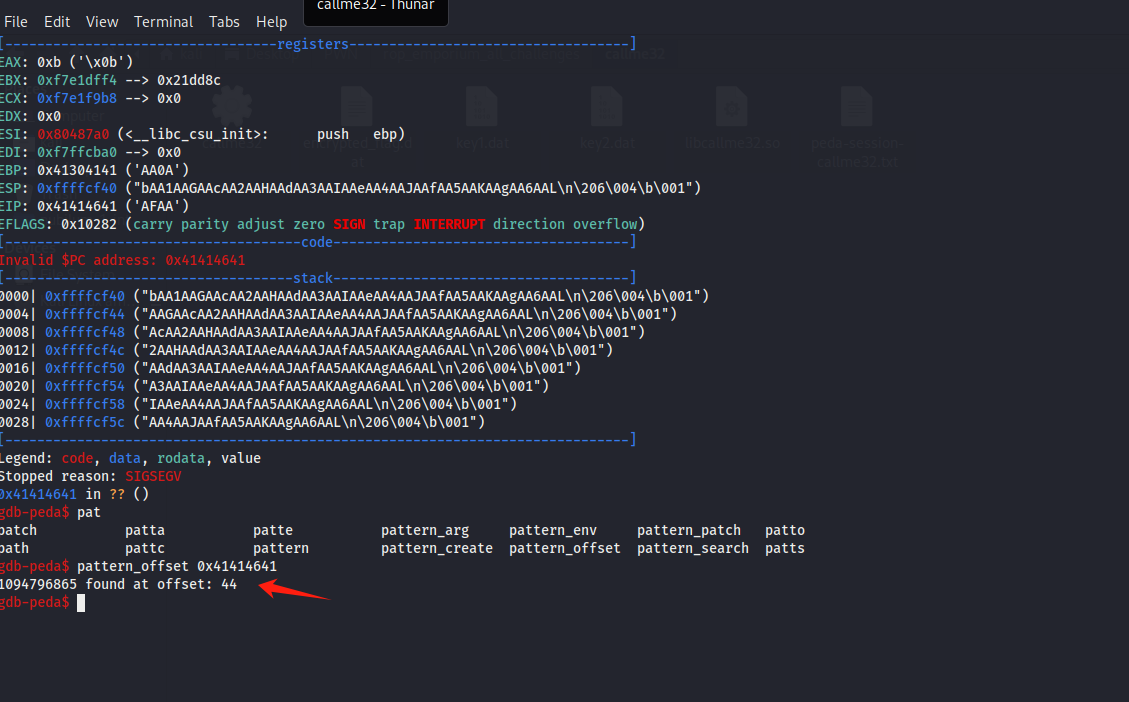 callme32 - Thunar
File Edit View Terminal Tabs Help
[----------------------------------registers-----------------------------------]
EAX: 0xb ('\x0b')
EBX: 0xf7e1dff4 --> 0x21dd8c
ECX: 0xf7e1f9b8 --> 0x0
EDX: 0x0
ESI: 0x80487a0 (<__libc_csu_init>: push ebp)
EDI: 0xf7ffcba0 --> 0x0
EBP: 0x41304141 ('AA0A')
ESP: 0xffffcf40 ("bAA1AAGAAcAA2AAHAAdAA3AAIAAeAA4AAJAAfAA5AAKAAgAA6AAL\n\206\004\b\001")
EIP: 0x41414641 ('AFAA')
EFLAGS: 0x10282 (carry parity adjust zero SIGN trap INTERRUPT direction overflow)
[-------------------------------------code-------------------------------------]
Invalid $PC address: 0x41414641
[------------------------------------stack-------------------------------------]
0000| 0xffffcf40 ("bAA1AAGAAcAA2AAHAAdAA3AAIAAeAA4AAJAAfAA5AAKAAgAA6AAL\n\206\004\b\001")
0004| 0xffffcf44 ("AAGAAcAA2AAHAAdAA3AAIAAeAA4AAJAAfAA5AAKAAgAA6AAL\n\206\004\b\001")
0008| 0xffffcf48 ("AcAA2AAHAAdAA3AAIAAeAA4AAJAAfAA5AAKAAgAA6AAL\n\206\004\b\001")
0012| 0xffffcf4c ("2AAHAAdAA3AAIAAeAA4AAJAAfAA5AAKAAgAA6AAL\n\206\004\b\001")
0016| 0xffffcf50 ("AAdAA3AAIAAeAA4AAJAAfAA5AAKAAgAA6AAL\n\206\004\b\001")
0020| 0xffffcf54 ("A3AAIAAeAA4AAJAAfAA5AAKAAgAA6AAL\n\206\004\b\001")
0024| 0xffffcf58 ("IAAeAA4AAJAAfAA5AAKAAgAA6AAL\n\206\004\b\001")
0028| 0xffffcf5c ("AA4AAJAAfAA5AAKAAgAA6AAL\n\206\004\b\001")
[------------------------------------------------------------------------------]
Legend: code, data, rodata, value
Stopped reason: SIGSEGV
0x41414641 in ?? ()
gdb-peda$ pat
patch patta patte pattern_arg pattern_env pattern_patch patto
path pattc pattern pattern_create pattern_offset pattern_search patts
gdb-peda$ pattern_offset 0x41414641
1094796865 found at offset: 44
gdb-peda$